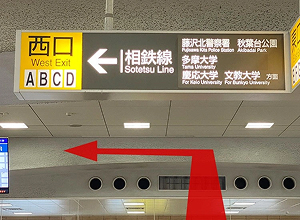 西口
West Exit
A B C D
相鉄線
Sotetsu Line
藤沢北警察署 秋葉台公園
Fujisawa Kita Police Station Akibadai Park
多摩大学
Tama University
慶応大学 文教大学 方面
For Keio University For Bunkyo University